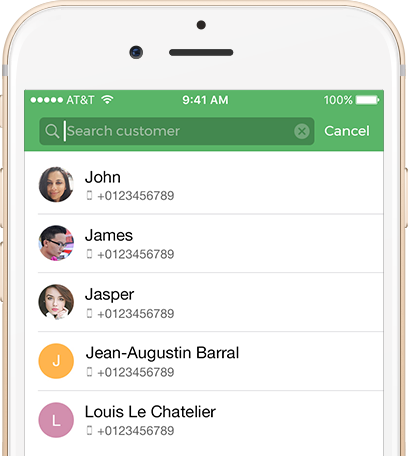 AT&T 9:41 AM 100%
Search customer Cancel
John
+0123456789
James
+0123456789
Jasper
+0123456789
J Jean-Augustin Barral
+0123456789
L Louis Le Chatelier
+0123456789